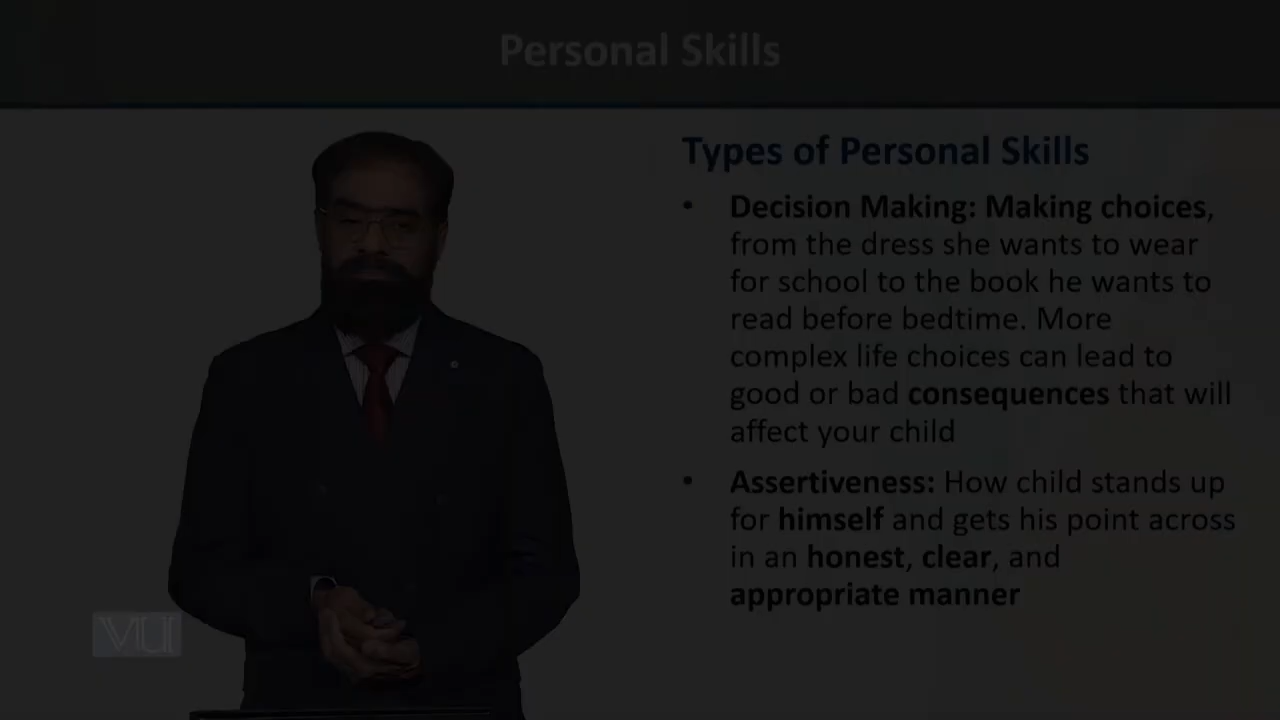 Personal Skills
Types of Personal Skills
• Decision Making: Making choices,
from the dress she wants to wear
for school to the book he wants to
read before bedtime. More
complex life choices can lead to
good or bad consequences that will
affect your child
• Assertiveness: How child stands up
for himself and gets his point across
in an honest, clear, and
appropriate manner
VU